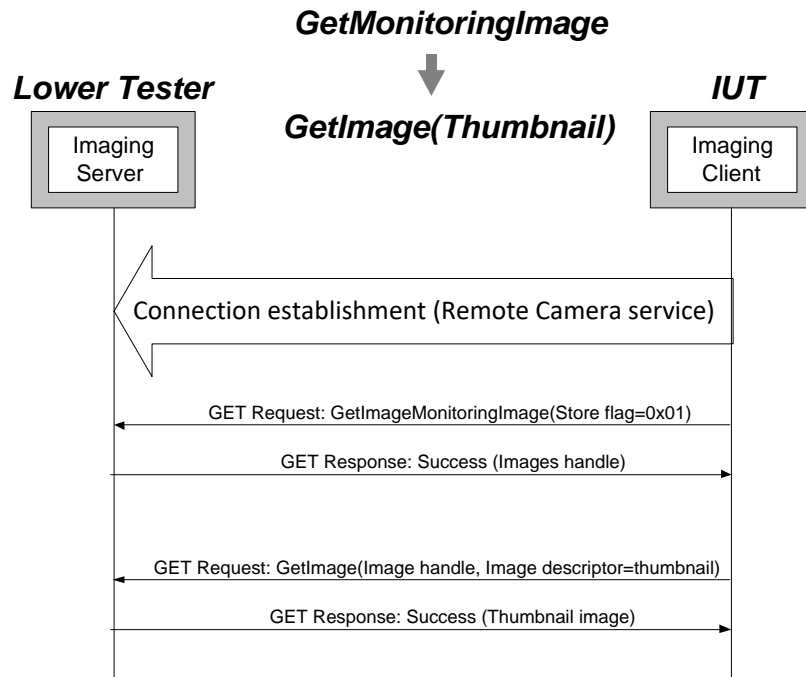 GetMonitoringImage
Lower Tester
IUT
GetImage(Thumbnail)
Imaging
Server
Imaging
Client
Connection establishment (Remote Camera service)
GET Request: GetImageMonitoringImage(Store flag=0x01)
GET Response: Success (Images handle)
GET Request: GetImage(Image handle, Image descriptor=thumbnail)
GET Response: Success (Thumbnail image)